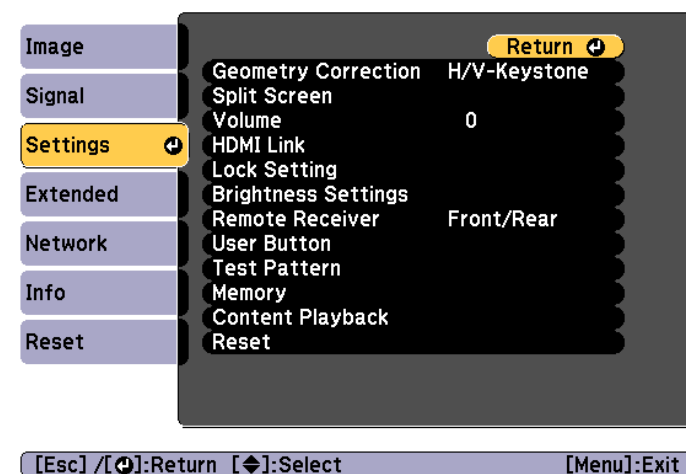 Image
Signal
Settings
Extended
Network
Info
Reset
Return
Geometry Correction H/V-Keystone
Split Screen
Volume 0
HDMI Link
Lock Setting
Brightness Settings
Remote Receiver Front/Rear
User Button
Test Pattern
Memory
Content Playback
Reset
[Esc] /[⏎]:Return [◆]:Select [Menu]:Exit